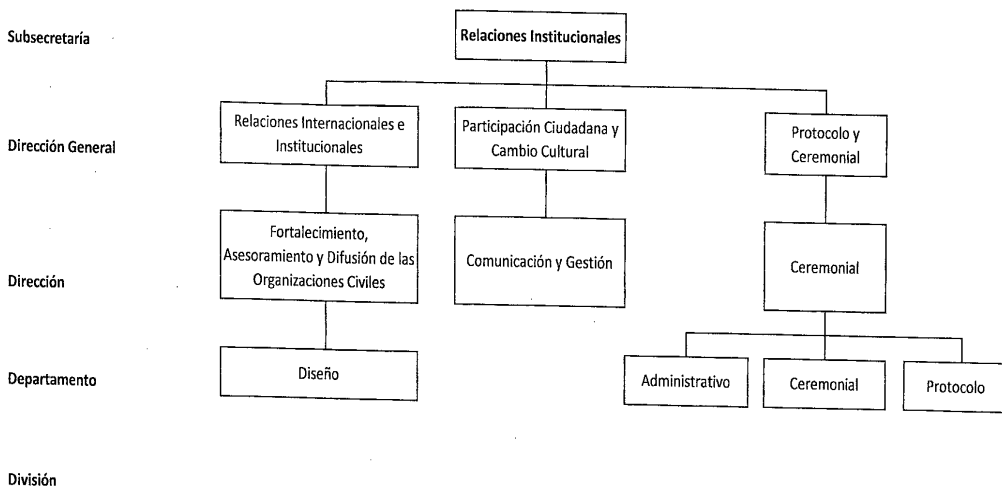 Subsecretaría
Relaciones Institucionales
Dirección General
Relaciones Internacionales e
Institucionales
Participación Ciudadana y
Cambio Cultural
Protocolo y
Ceremonial
Dirección
Fortalecimiento,
Asesoramiento y Difusión de las
Organizaciones Civiles
Comunicación y Gestión
Ceremonial
Departamento
Diseño
Administrativo
Ceremonial
Protocolo
División